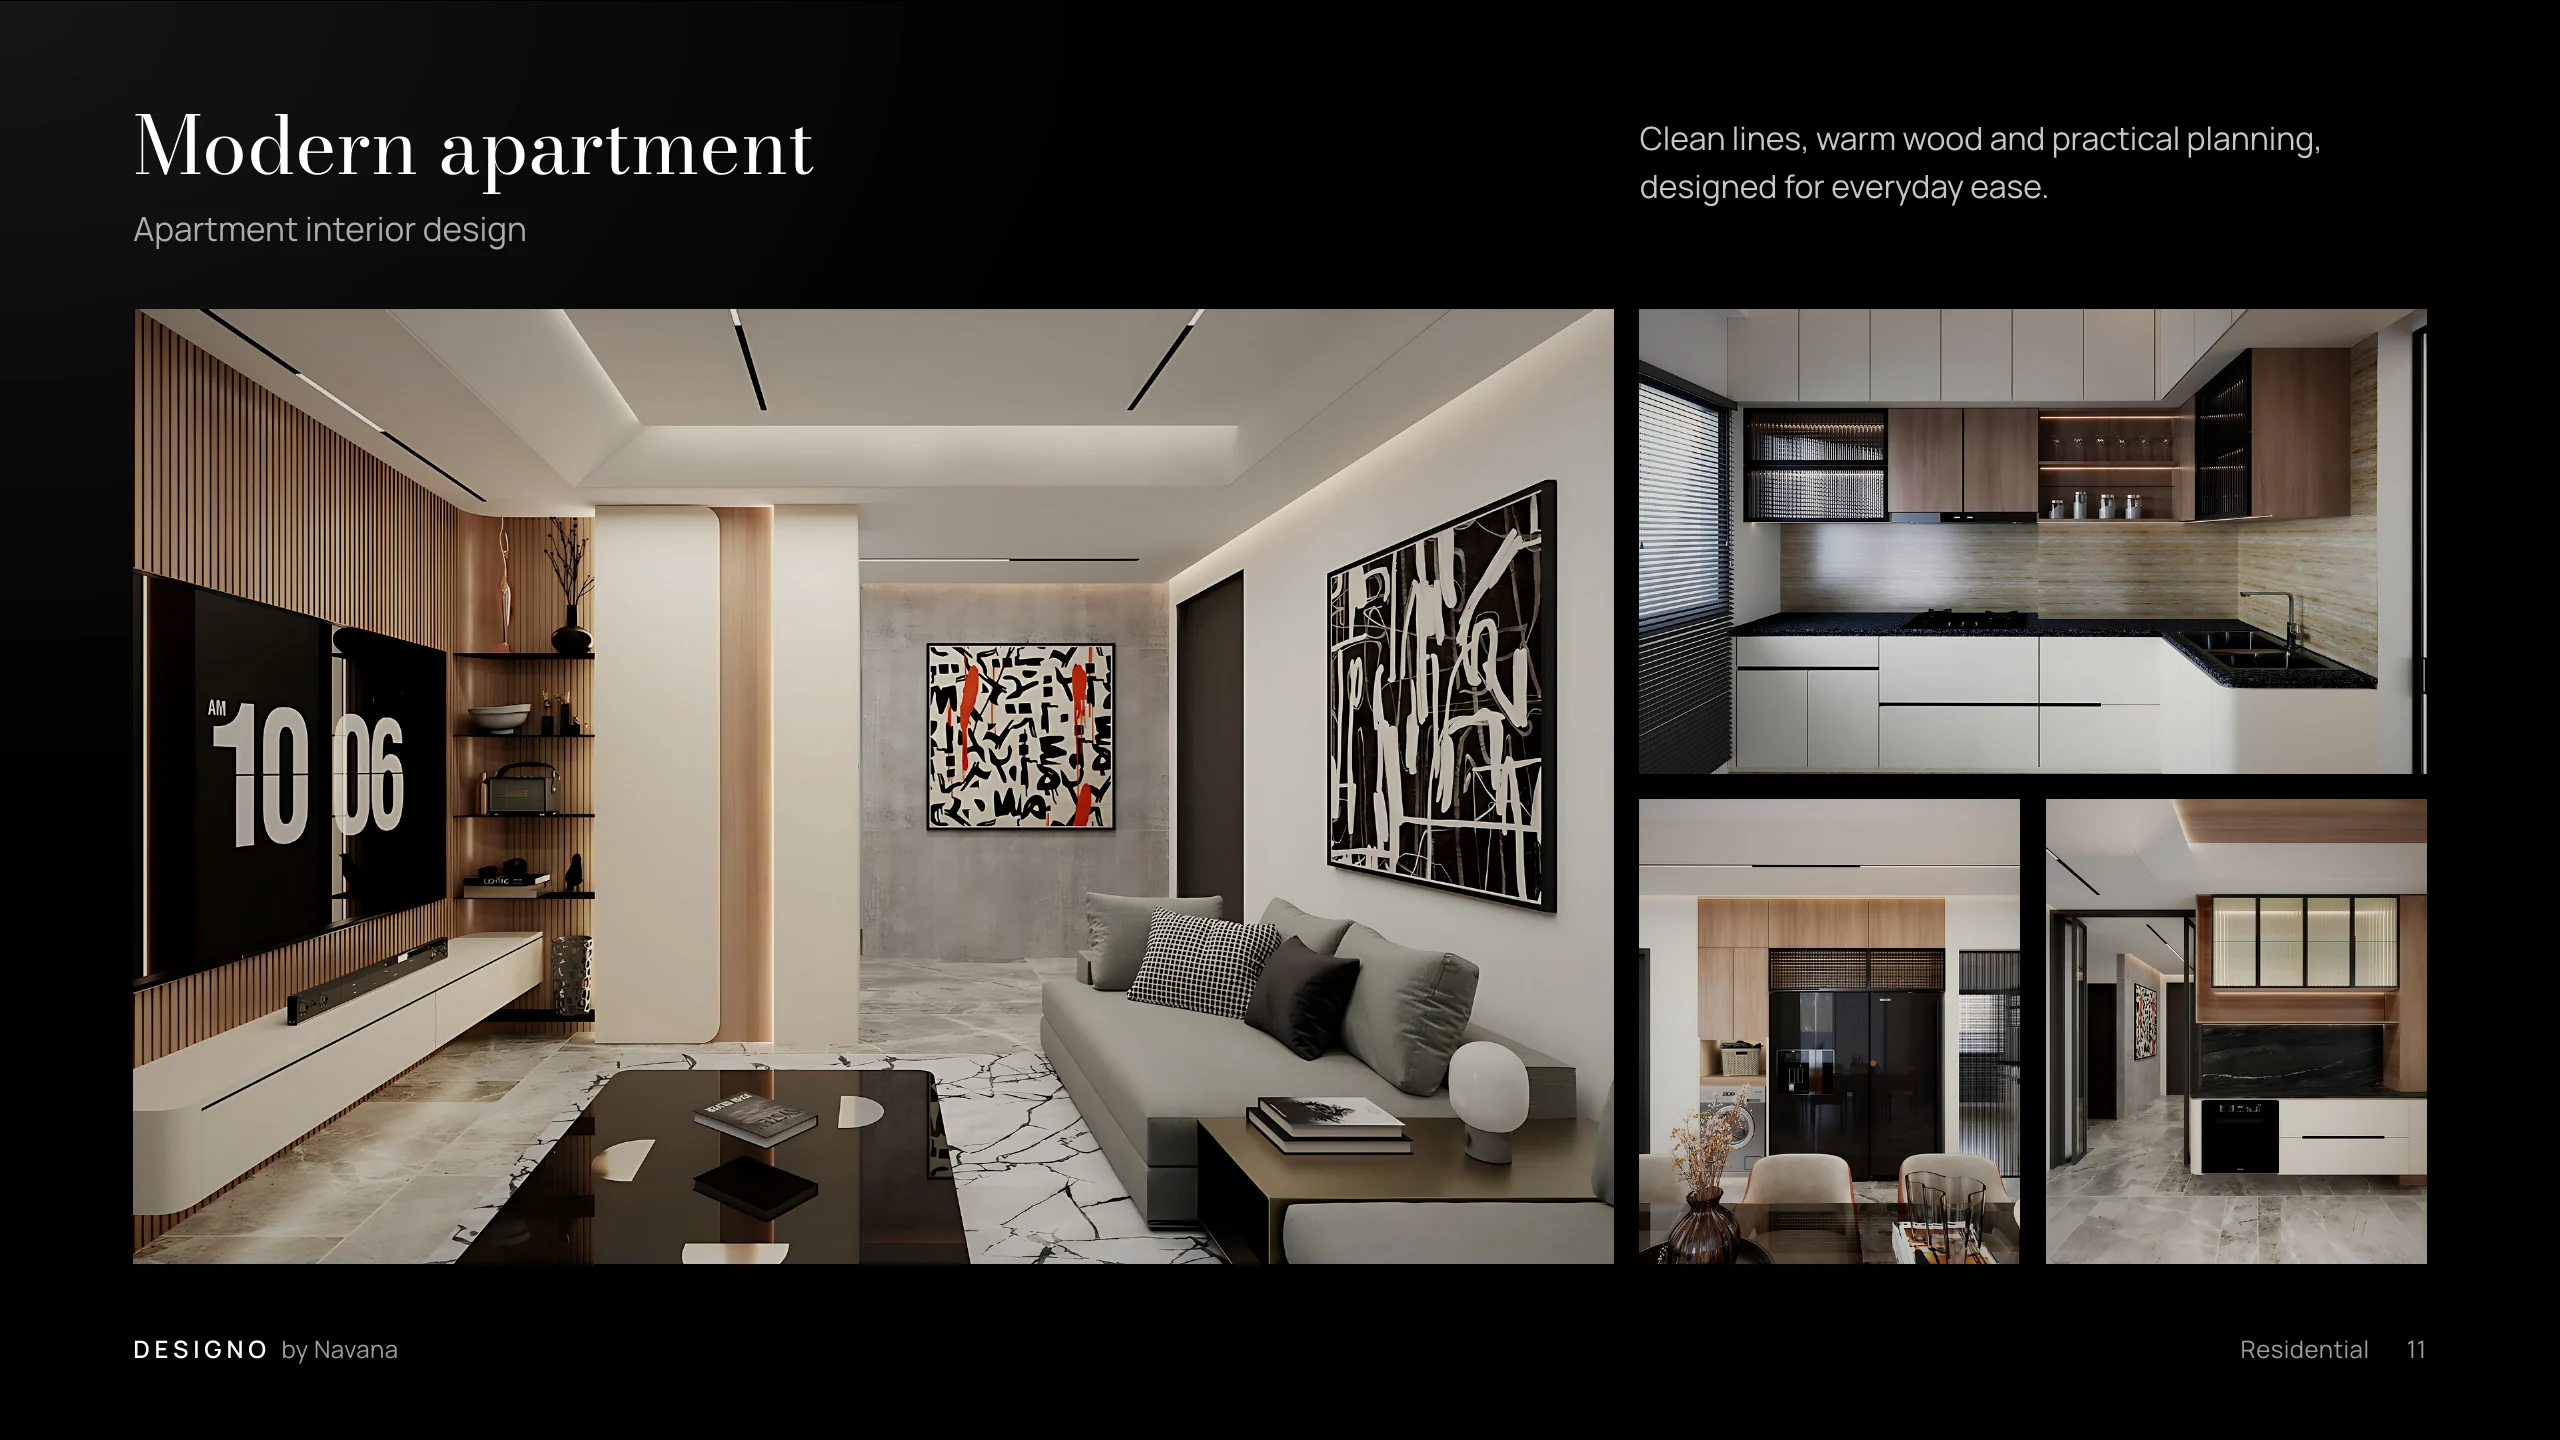 Modern apartment
Apartment interior design
Clean lines, warm wood and practical planning,
designed for everyday ease.
AM
10 06
DESIGNO by Navana
Residential 11